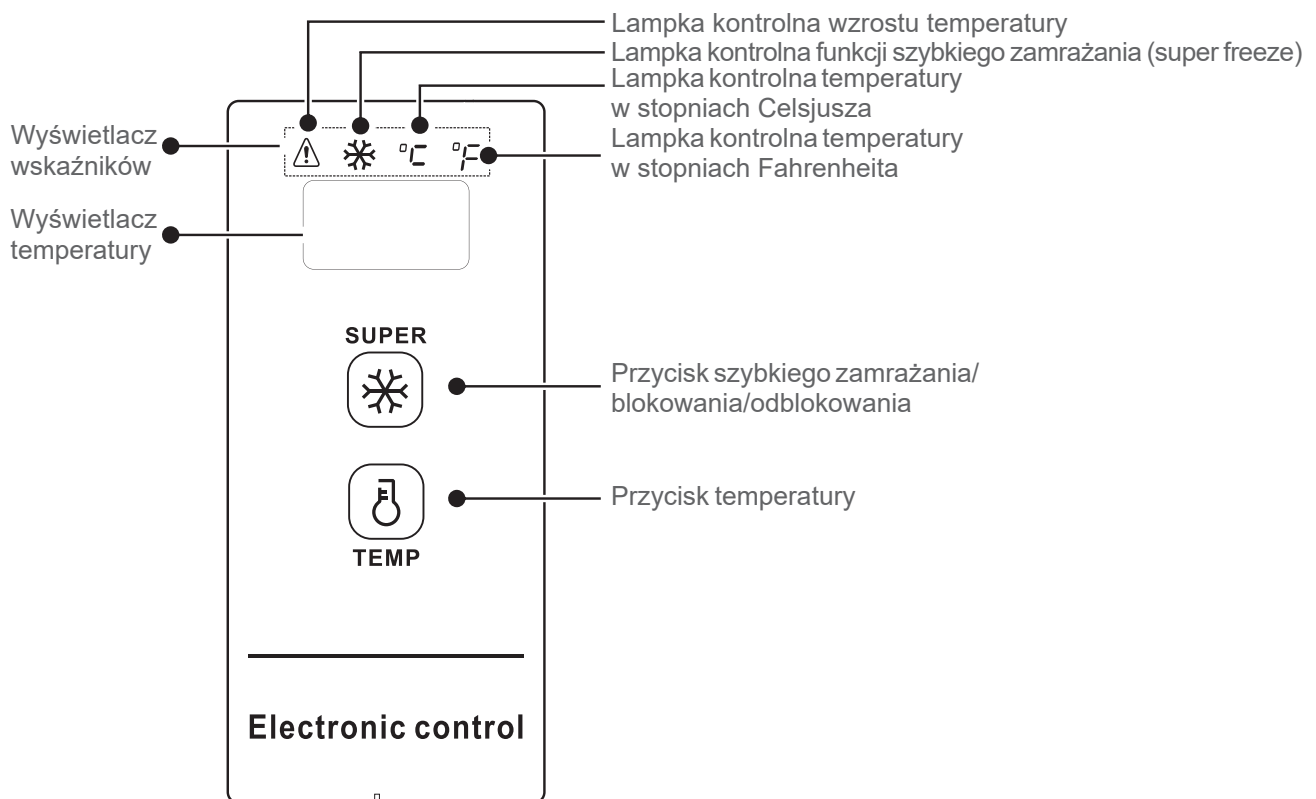 Lampka kontrolna wzrostu temperatury
Lampka kontrolna funkcji szybkiego zamrażania (super freeze)
Lampka kontrolna temperatury
w stopniach Celsjusza
Lampka kontrolna temperatury
w stopniach Fahrenheita
Wyświetlacz
wskaźników
°C °F
Wyświetlacz
temperatury
SUPER
Przycisk szybkiego zamrażania/
blokowania/odblokowania
Przycisk temperatury
TEMP
Electronic control